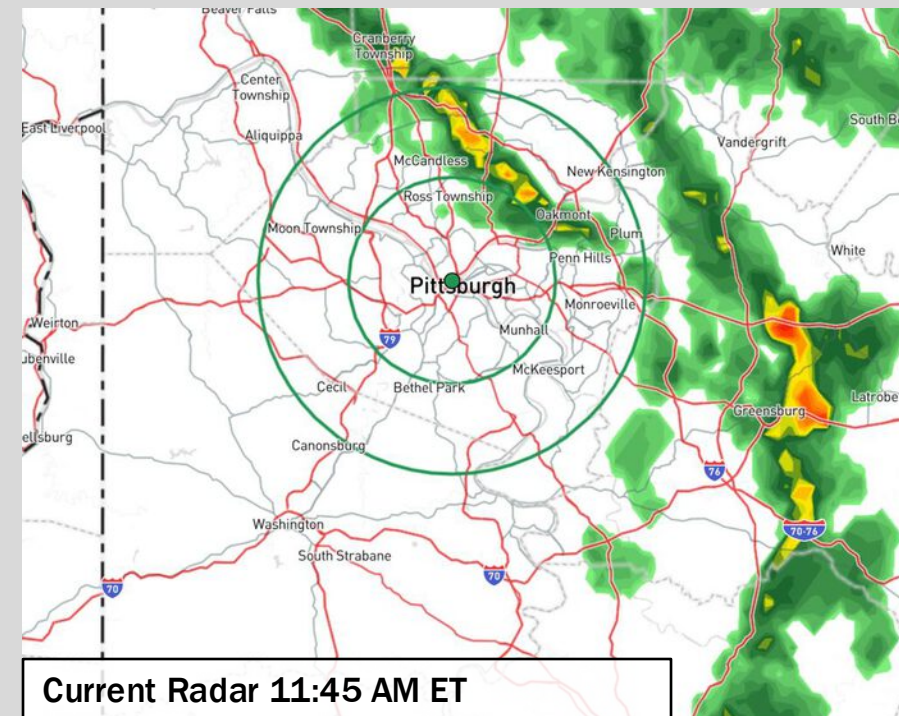 Beaver Falls
Cranberry
Township
Center
Township
East Liverpool
Aliquippa
Vandergrift
South Be
McCandless
New Kensington
Ross Township
Oakmont
Moon Township
Plum
White
Penn Hills
Pittsburgh
Monroeville
Weirton
Munhall
79
ubenville
McKeesport
Cecil
Bethel Park
Latrobe
Greensburg
ellsburg
Canonsburg
76
Washington
70-76
South Strabane
70
70
Current Radar 11:45 AM ET